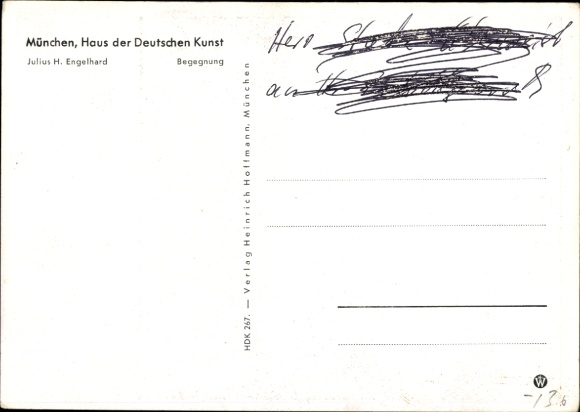 München, Haus der Deutschen Kunst
Julius H. Engelhard Begegnung
HDK 267. — Verlag Heinrich Hoffmann, München
Herr
an
W